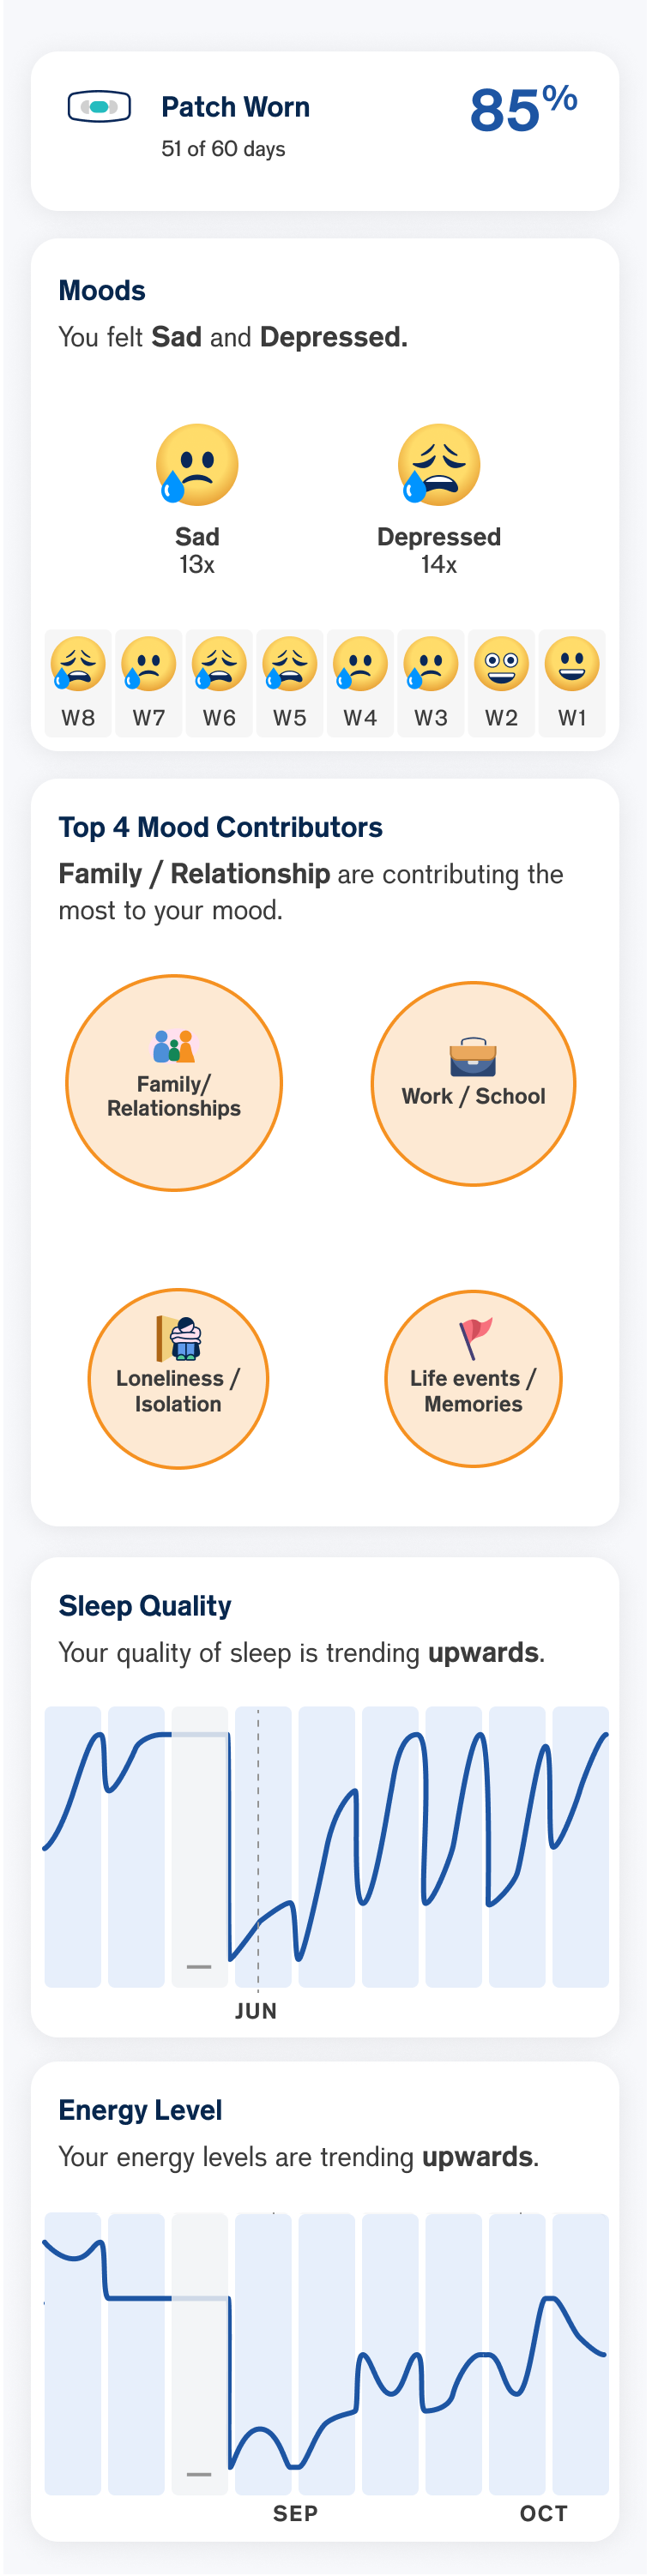 Patch Worn
85%
51 of 60 days
Moods
You felt Sad and Depressed.
Sad
13x
Depressed
14x
W8 W7 W6 W5 W4 W3 W2 W1
Top 4 Mood Contributors
Family / Relationship are contributing the
most to your mood.
Family/
Relationships
Work / School
Loneliness /
Isolation
Life events /
Memories
Sleep Quality
Your quality of sleep is trending upwards.
JUN
Energy Level
Your energy levels are trending upwards.
SEP OCT